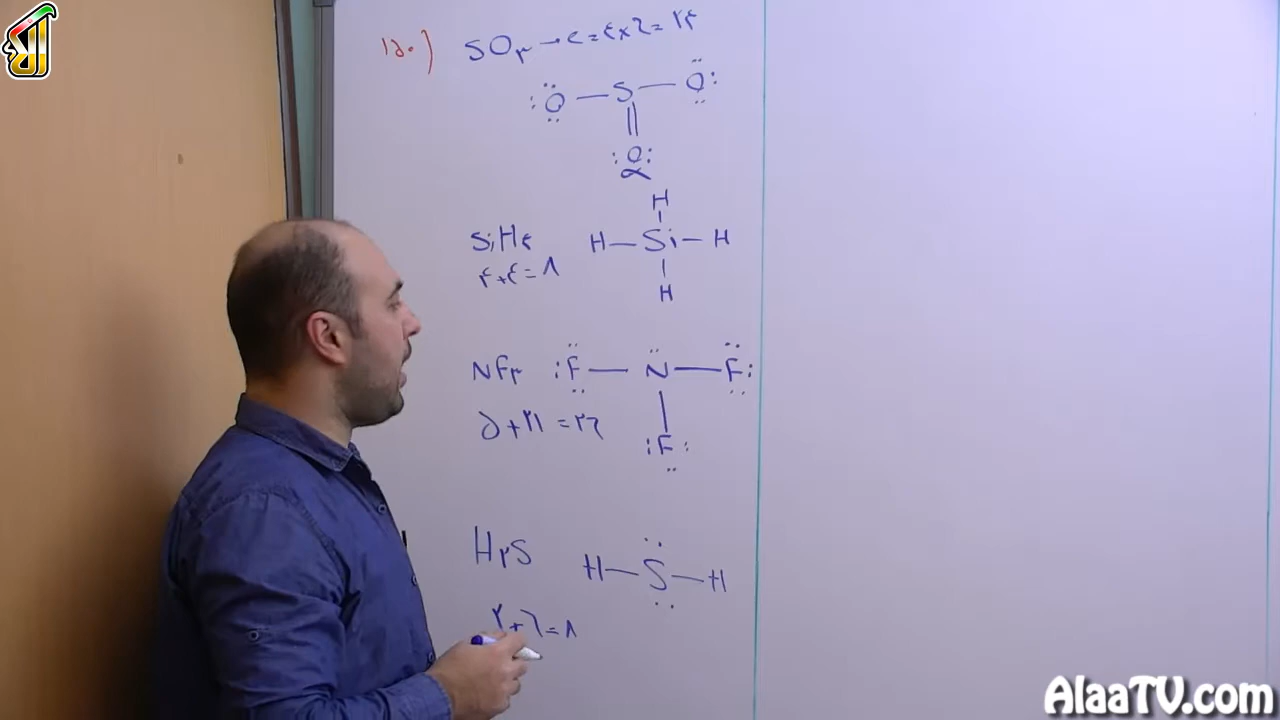 ۱۵۰)
SO۳ → e = ۴×۶ = ۲۴
:O — S — O:
O:
H
SiH۴ H—Si—H
۴+۴=۸
H
NF۳ :F — N — F:
۵+۲۱=۲۶
:F:
H۲S H—S—H
۲+۶=۸
AlaaTV.com